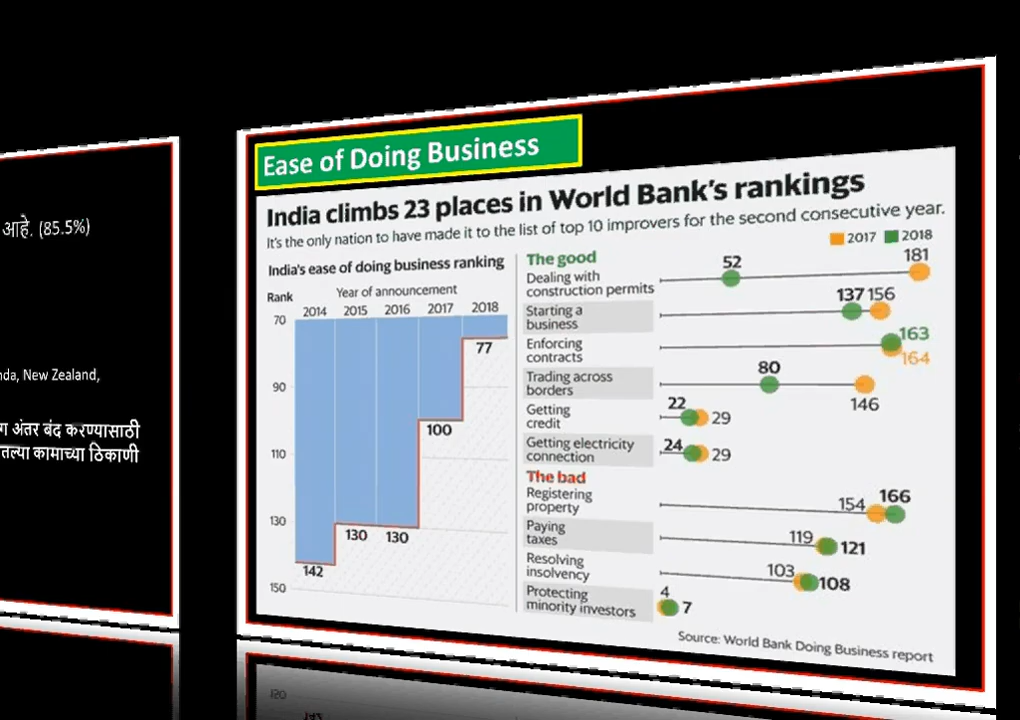 आहे. (85.5%)
New Zealand,
अंतर बंद करण्यासाठी
कामाच्या ठिकाणी
Ease of Doing Business
India climbs 23 places in World Bank's rankings
It's the only nation to have made it to the list of top 10 improvers for the second consecutive year.
India's ease of doing business ranking
Rank
Year of announcement
2014 2015 2016 2017 2018
70
90
110
130
150
142
130
130
100
77
2017 2018
The good
Dealing with
construction permits
52 181
Starting a
business
137 156
Enforcing
contracts
163
164
Trading across
borders
80
146
Getting
credit
22 29
Getting electricity
connection
24 29
The bad
Registering
property
154 166
Paying
taxes
119 121
Resolving
insolvency
103 108
Protecting
minority investors
4 7
Source: World Bank Doing Business report
120
142